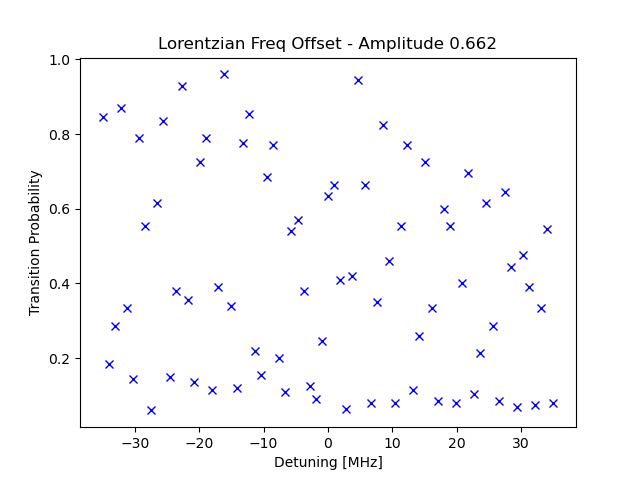 Lorentzian Freq Offset - Amplitude 0.662
1.0
0.8
0.6
0.4
0.2
Transition Probability
−30 −20 −10 0 10 20 30
Detuning [MHz]